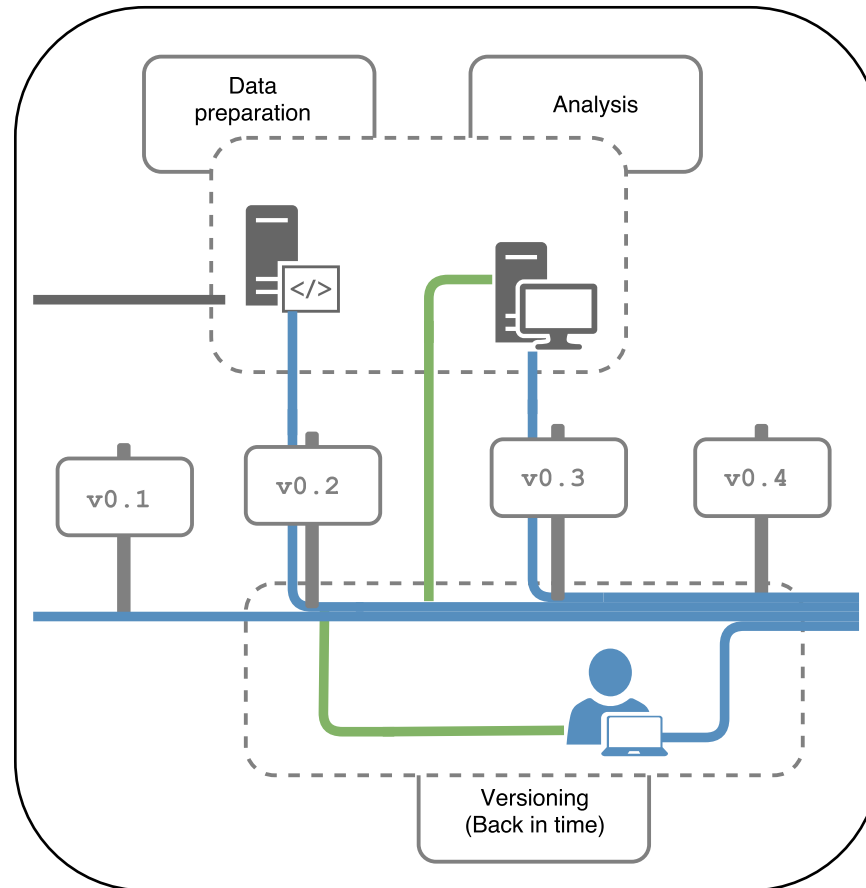 Data
preparation
Analysis
</>
v0.1
v0.2
v0.3
v0.4
Versioning
(Back in time)